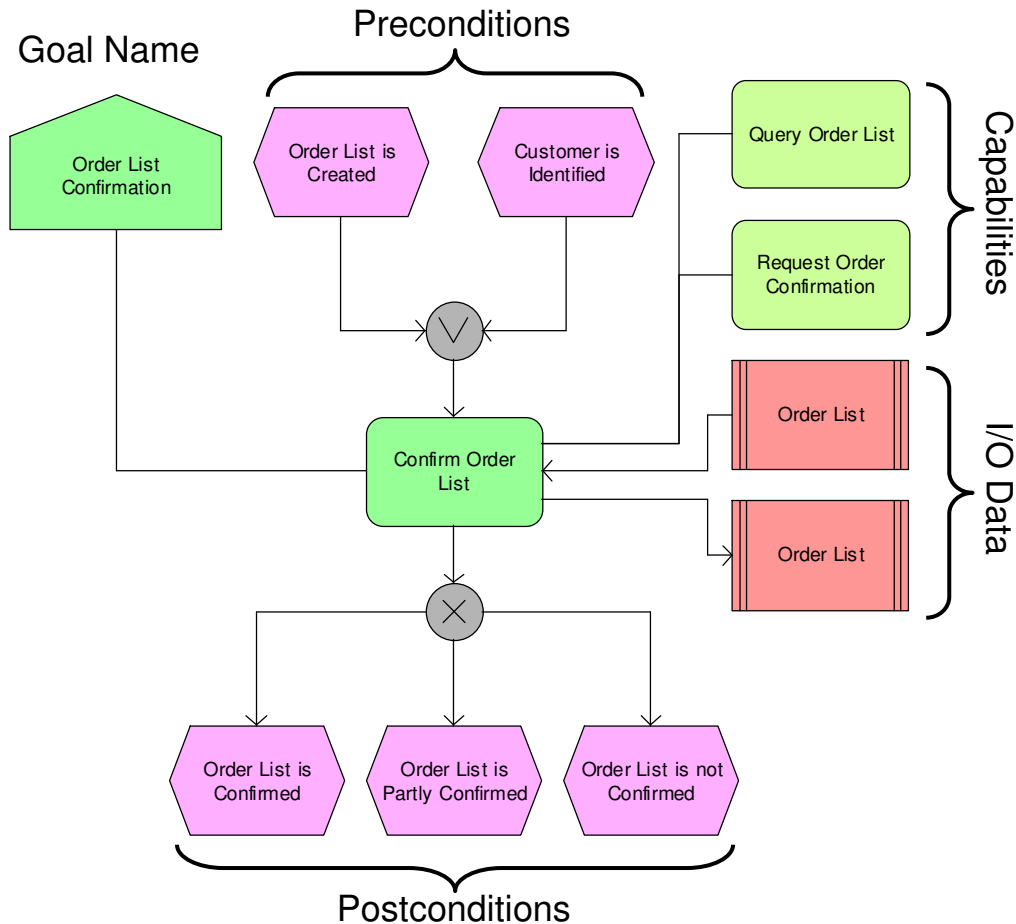 Preconditions
Goal Name
Order List
Confirmation
Order List is
Created
Customer is
Identified
Query Order List
Request Order
Confirmation
Capabilities
Confirm Order
List
Order List
Order List
I/O Data
Order List is
Confirmed
Order List is
Partly Confirmed
Order List is not
Confirmed
Postconditions